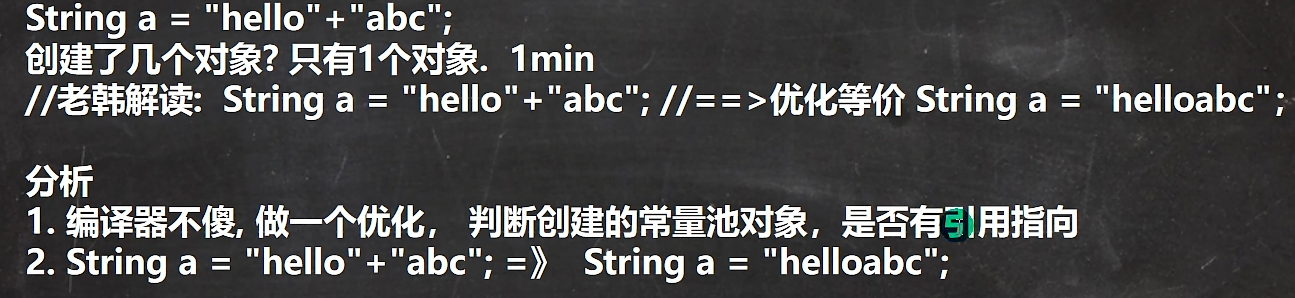 String a = "hello"+"abc";
创建了几个对象? 只有1个对象.  1min
//老韩解读:  String a = "hello"+"abc"; //==>优化等价 String a = "helloabc";
分析
1. 编译器不傻, 做一个优化， 判断创建的常量池对象，是否有引用指向
2. String a = "hello"+"abc"; =》  String a = "helloabc";